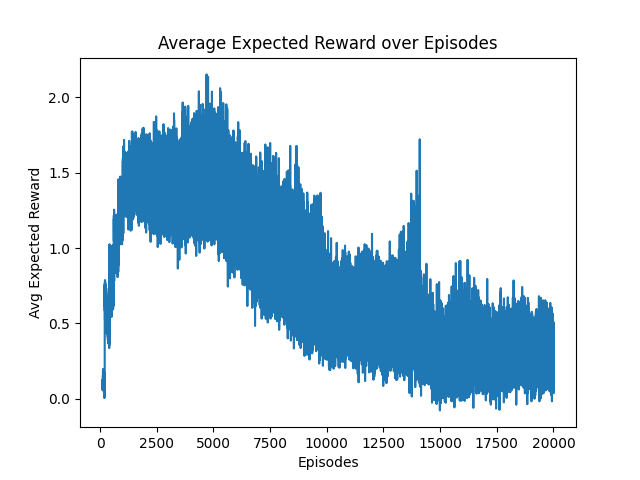 Average Expected Reward over Episodes
Avg Expected Reward
2.0
1.5
1.0
0.5
0.0
0 2500 5000 7500 10000 12500 15000 17500 20000
Episodes